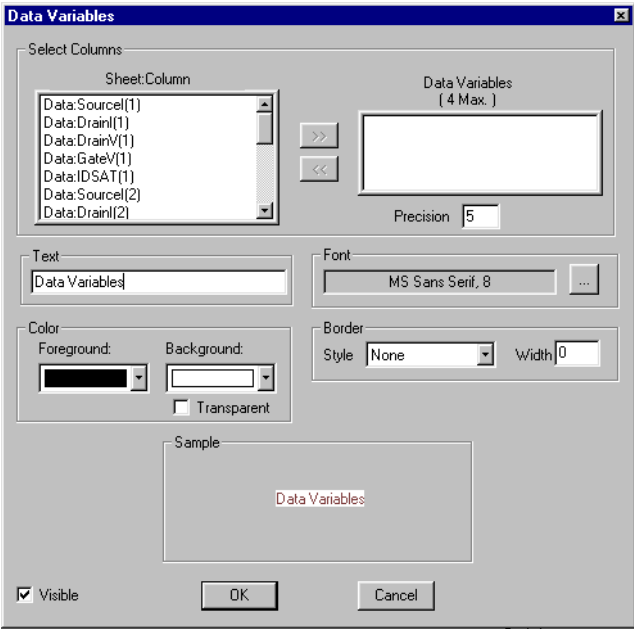 Data Variables
Select Columns
Sheet:Column
Data:SourceI(1)
Data:DrainI(1)
Data:DrainV(1)
Data:GateV(1)
Data:IDSAT(1)
Data:SourceI(2)
Data:DrainI(2)
>>
<<
Data Variables
( 4 Max. )
Precision 5
Text
Data Variables
Font
MS Sans Serif, 8
...
Color
Foreground: Background:
Transparent
Border
Style None Width 0
Sample
Data Variables
Visible OK Cancel